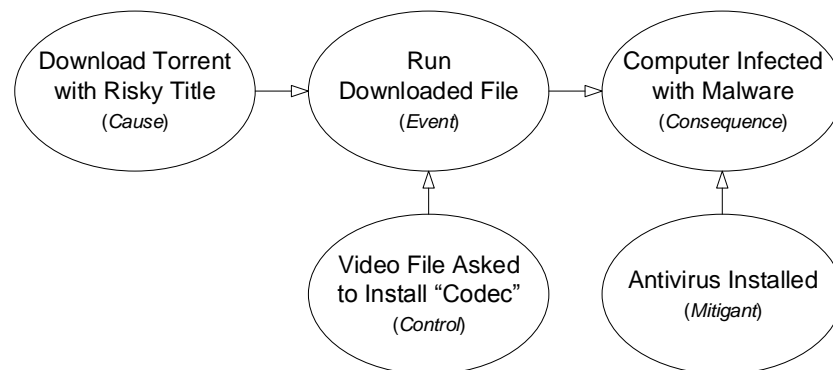 Download Torrent
with Risky Title
(Cause)
Run
Downloaded File
(Event)
Computer Infected
with Malware
(Consequence)
Video File Asked
to Install “Codec”
(Control)
Antivirus Installed
(Mitigant)